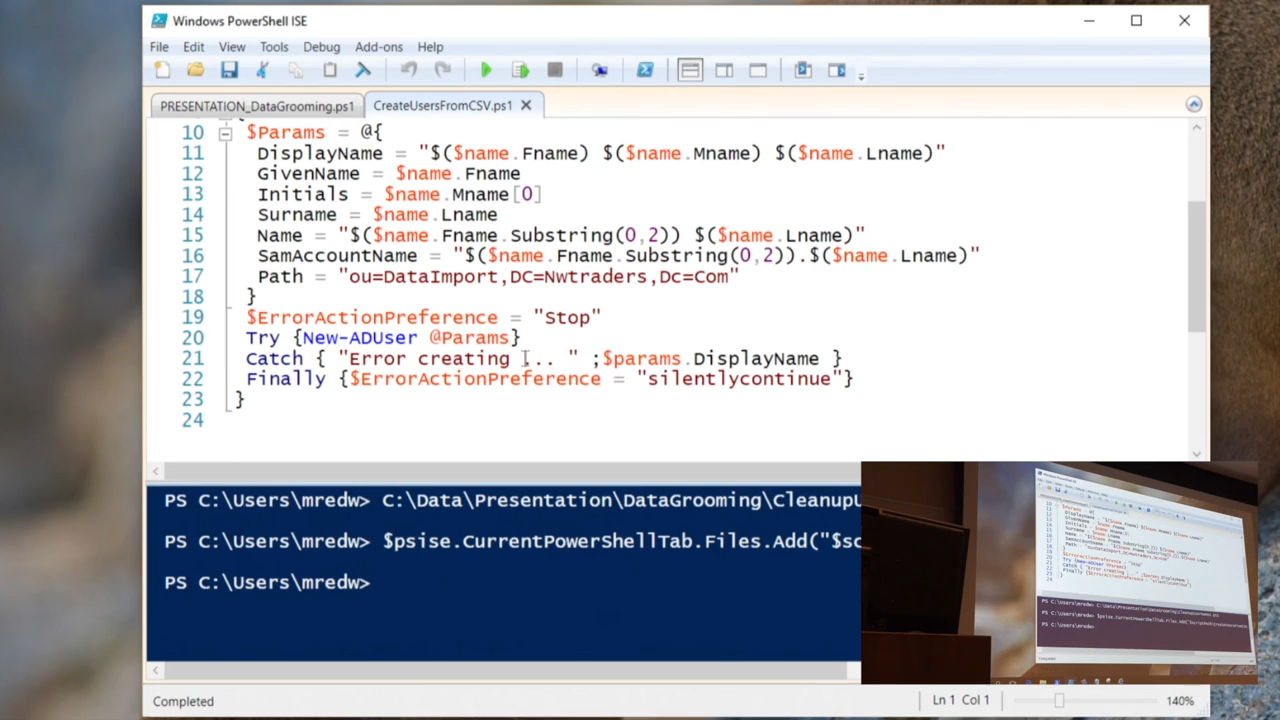 Windows PowerShell ISE
File Edit View Tools Debug Add-ons Help
PRESENTATION_DataGrooming.ps1 CreateUsersFromCSV.ps1
10 $Params = @{
11 DisplayName = "$($name.Fname) $($name.Mname) $($name.Lname)"
12 GivenName = $name.Fname
13 Initials = $name.Mname[0]
14 Surname = $name.Lname
15 Name = "$($name.Fname.Substring(0,2)) $($name.Lname)"
16 SamAccountName = "$($name.Fname.Substring(0,2)).$($name.Lname)"
17 Path = "ou=DataImport,DC=Nwtraders,Dc=Com"
18 }
19 $ErrorActionPreference = "Stop"
20 Try {New-ADUser @Params}
21 Catch { "Error creating ... " ;$params.DisplayName }
22 Finally {$ErrorActionPreference = "silentlycontinue"}
23 }
24
PS C:\Users\mredw> C:\Data\Presentation\DataGrooming\Cleanup
PS C:\Users\mredw> $psise.CurrentPowerShellTab.Files.Add("$sc
PS C:\Users\mredw>
Completed Ln 1 Col 1 140%